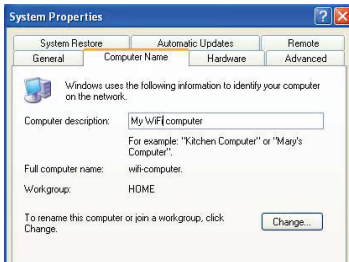 System Properties
System Restore Automatic Updates Remote
General Computer Name Hardware Advanced
Windows uses the following information to identify your computer
on the network.
Computer description: My WiFi computer
For example: "Kitchen Computer" or "Mary's
Computer".
Full computer name: wifi-computer.
Workgroup: HOME
To rename this computer or join a workgroup, click
Change.
Change...